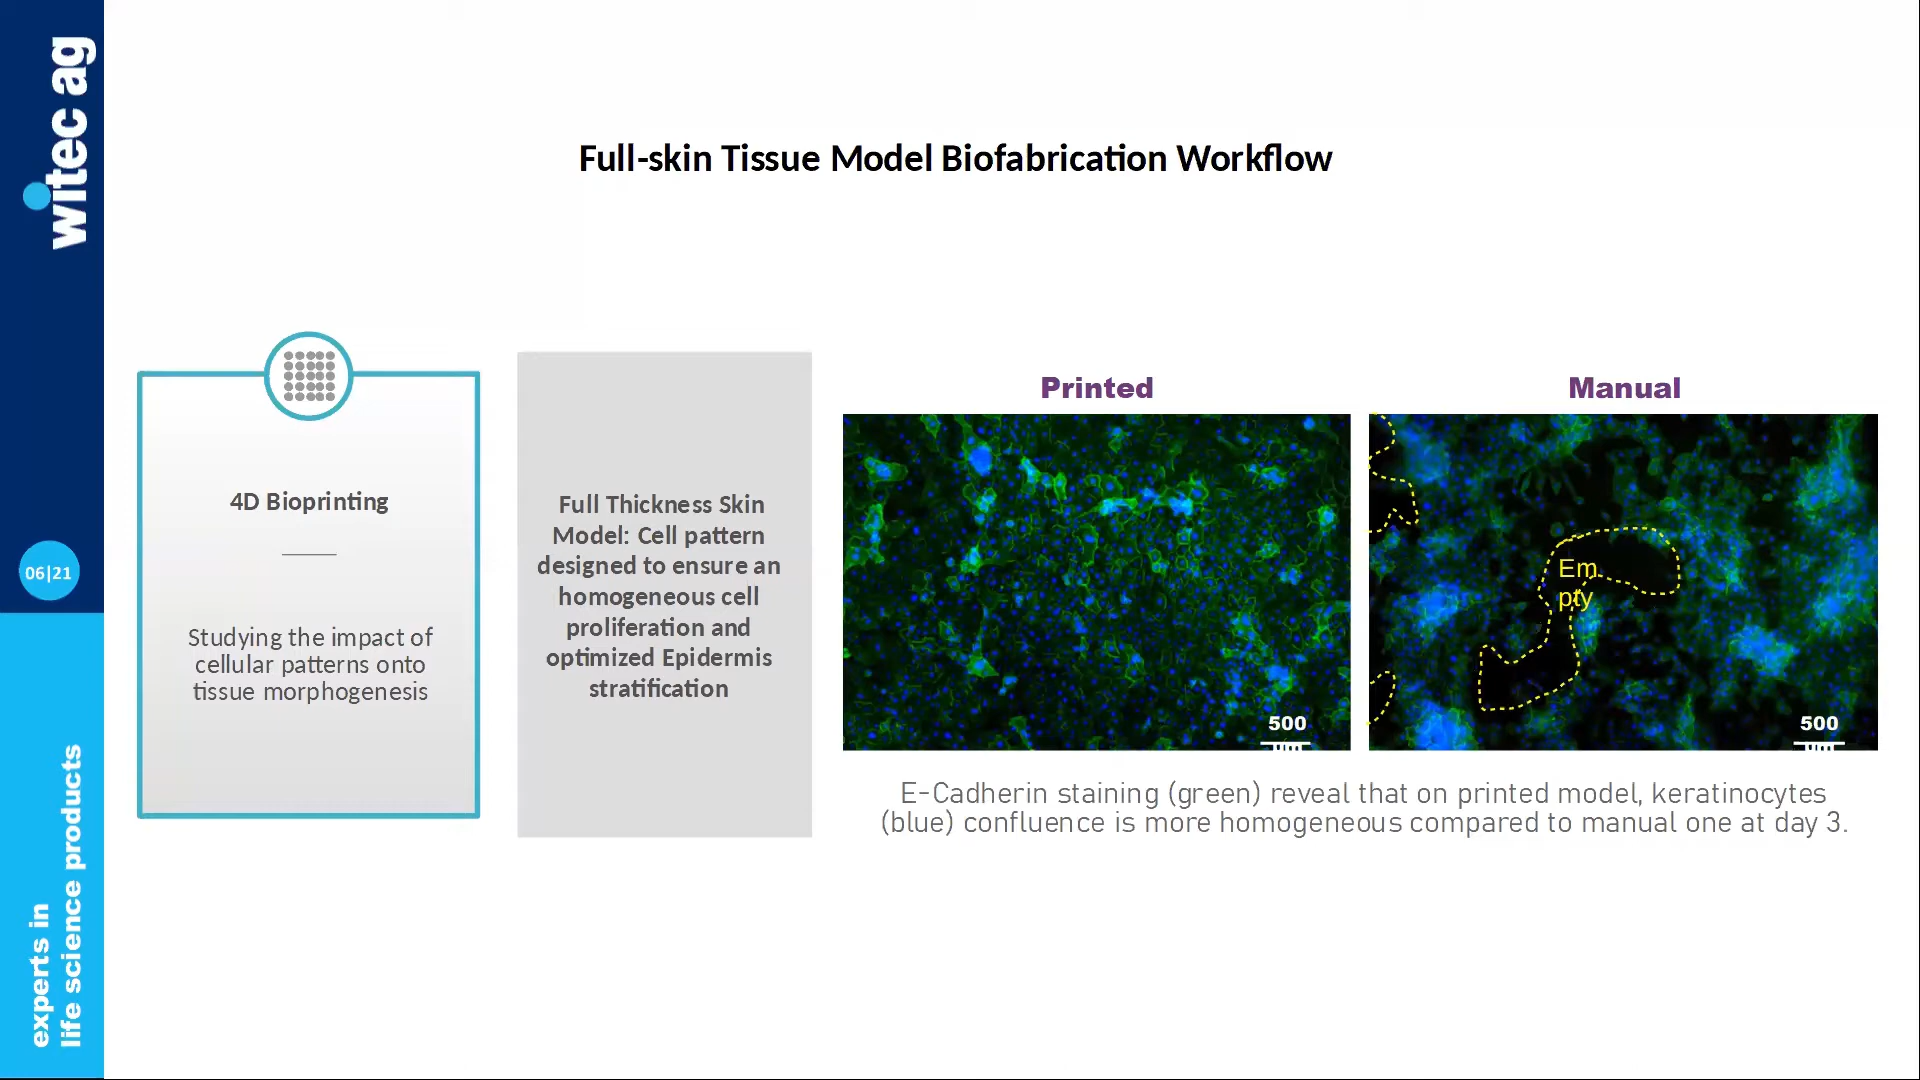 witec ag
06|21
experts in
life science products
Full-skin Tissue Model Biofabrication Workflow
4D Bioprinting
Studying the impact of
cellular patterns onto
tissue morphogenesis
Full Thickness Skin
Model: Cell pattern
designed to ensure an
homogeneous cell
proliferation and
optimized Epidermis
stratification
Printed
500
µm
Manual
Em
pty
500
µm
E-Cadherin staining (green) reveal that on printed model, keratinocytes
(blue) confluence is more homogeneous compared to manual one at day 3.